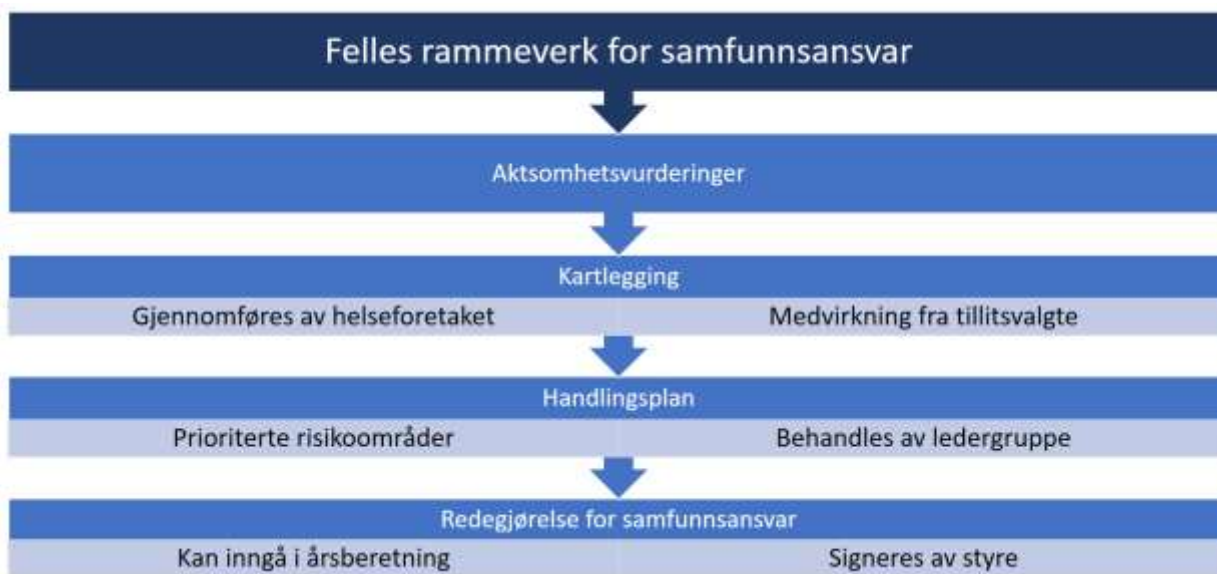 Felles rammeverk for samfunnsansvar
Aktsomhetsvurderinger
Kartlegging
Gjennomføres av helseforetaket
Medvirkning fra tillitsvalgte
Handlingsplan
Prioriterte risikoområder
Behandles av ledergruppe
Redegjørelse for samfunnsansvar
Kan inngå i årsberetning
Signeres av styre